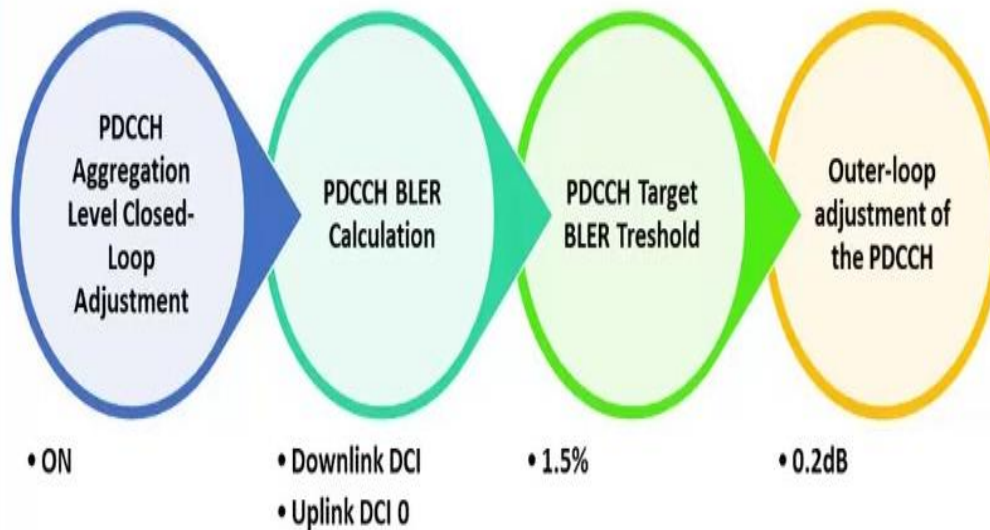 PDCCH
Aggregation
Level Closed-
Loop
Adjustment
PDCCH BLER
Calculation
PDCCH Target
BLER Treshold
Outer-loop
adjustment of
the PDCCH
• ON
• Downlink DCI
• Uplink DCI 0
• 1.5%
• 0.2dB